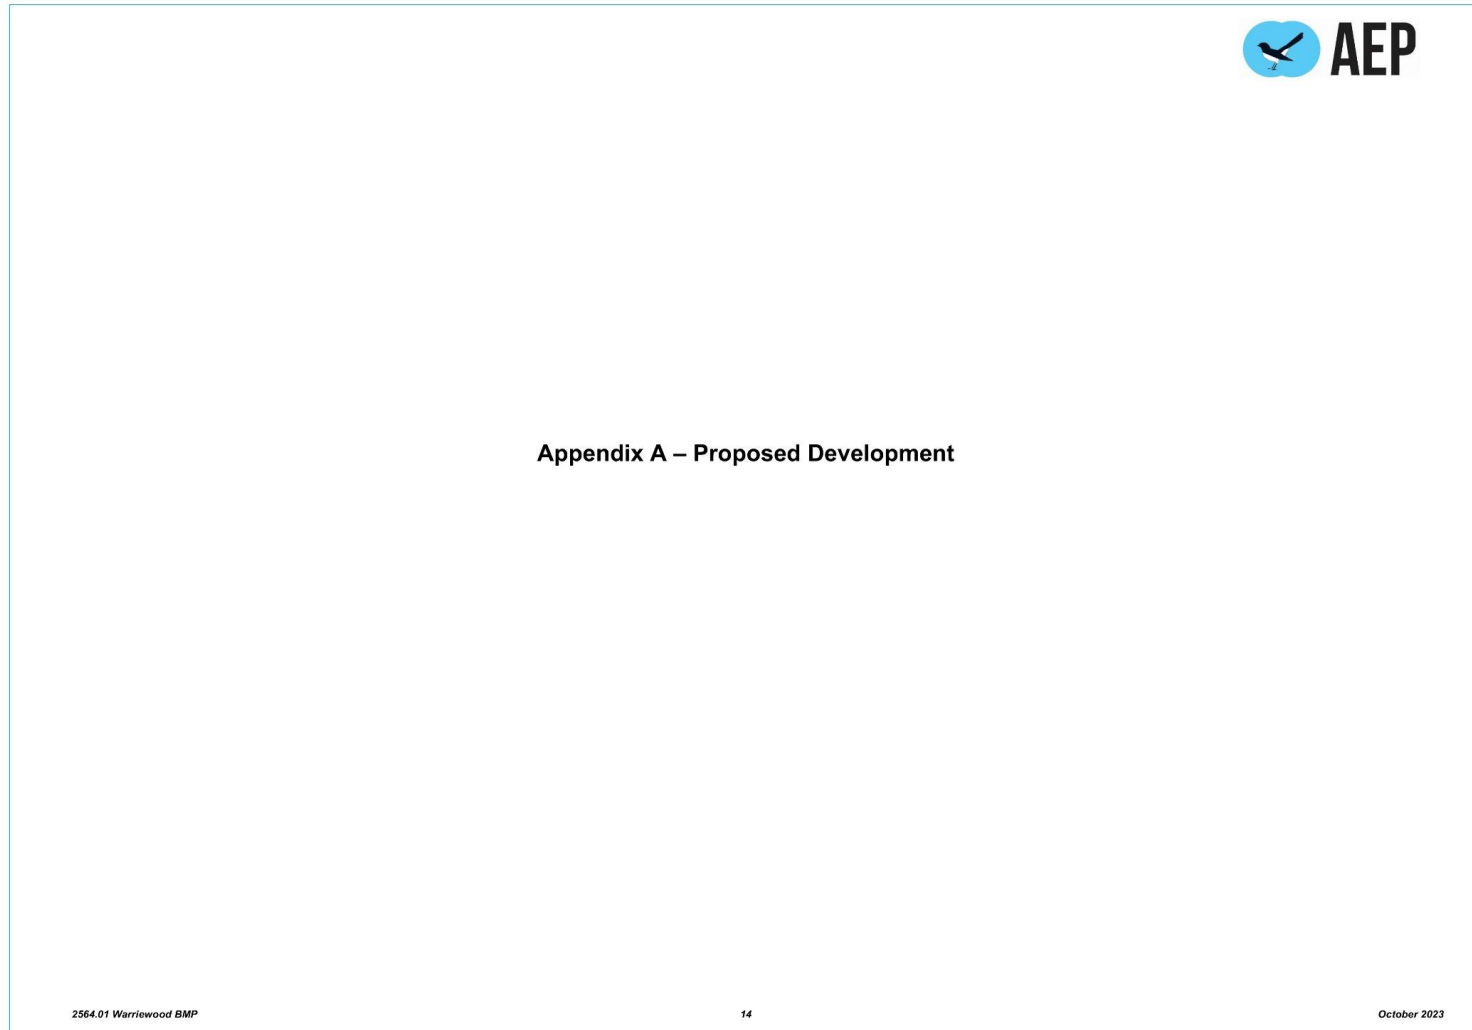 AEP
Appendix A – Proposed Development
2564.01 Warriewood BMP
14
October 2023